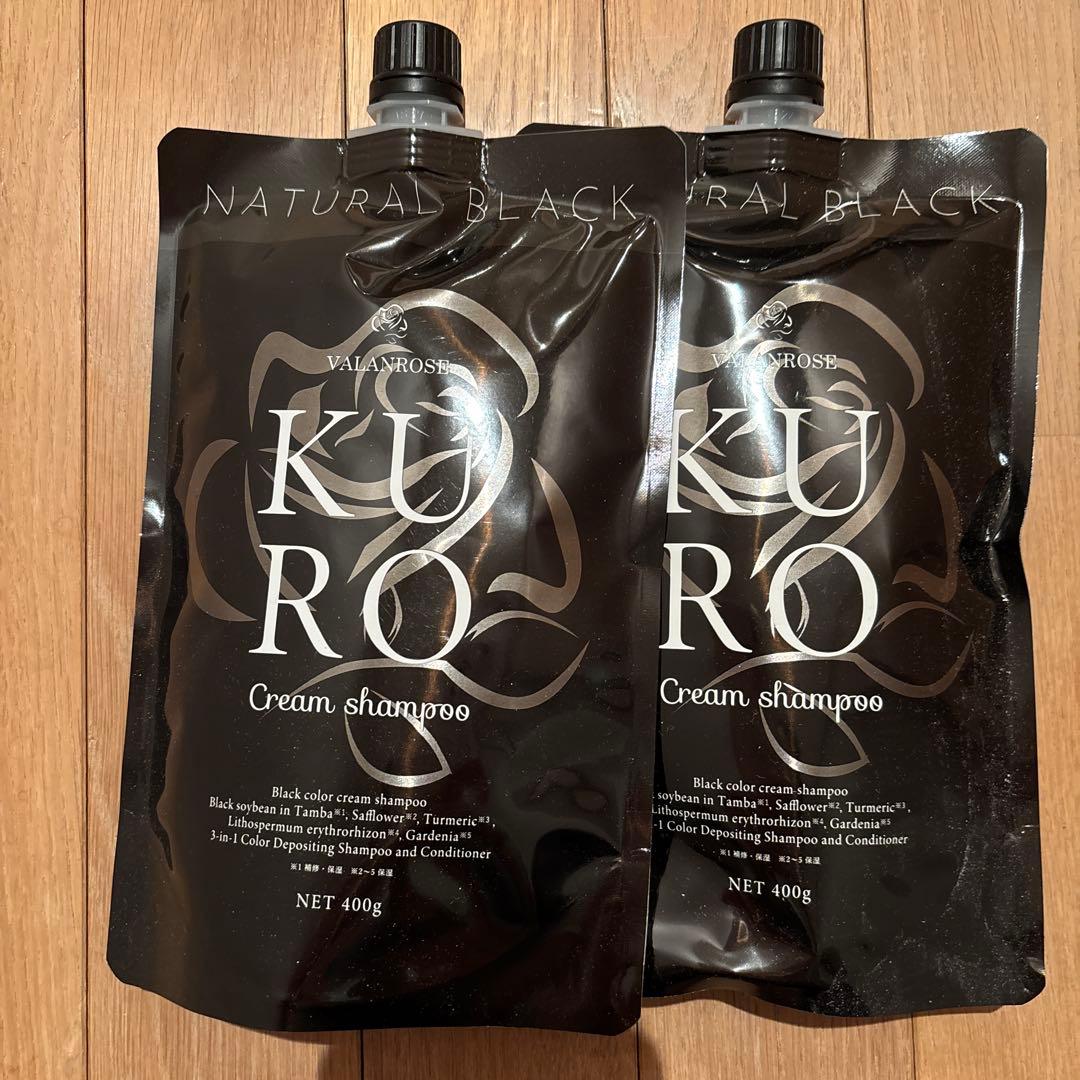 NATURAL BLACK
VALANROSE
KU
RO
Cream shampoo
Black color cream shampoo
Black soybean in Tamba※1, Safflower※2, Turmeric※3,
Lithospermum erythrorhizon※4, Gardenia※5
3-in-1 Color Depositing Shampoo and Conditioner
※1 補修・保湿 ※2~5 保湿
NET 400g
URAL BLACK
VALANROSE
KU
RO
Cream shampoo
Black color cream shampoo
soybean in Tamba※1, Safflower※2, Turmeric※3,
Lithospermum erythrorhizon※4, Gardenia※5
-1 Color Depositing Shampoo and Conditioner
※1 補修・保湿 ※2~5 保湿
NET 400g